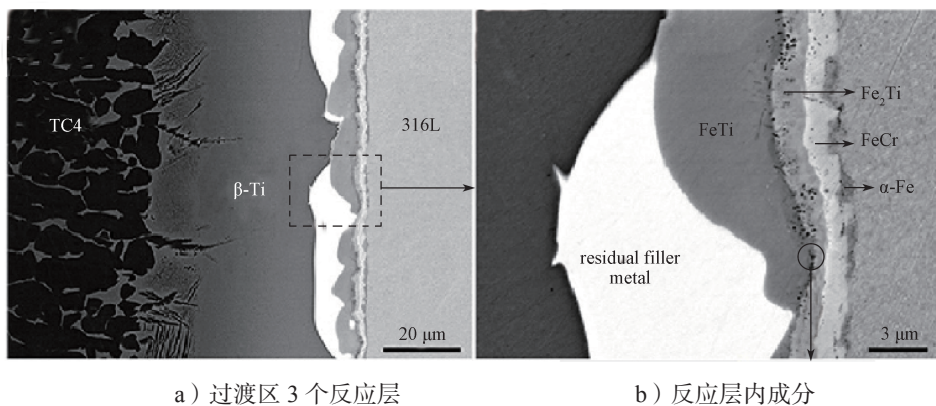 TC4
β-Ti
316L
20 μm
FeTi
Fe₂Ti
FeCr
α-Fe
residual filler
metal
3 μm
a）过渡区 3 个反应层
b）反应层内成分